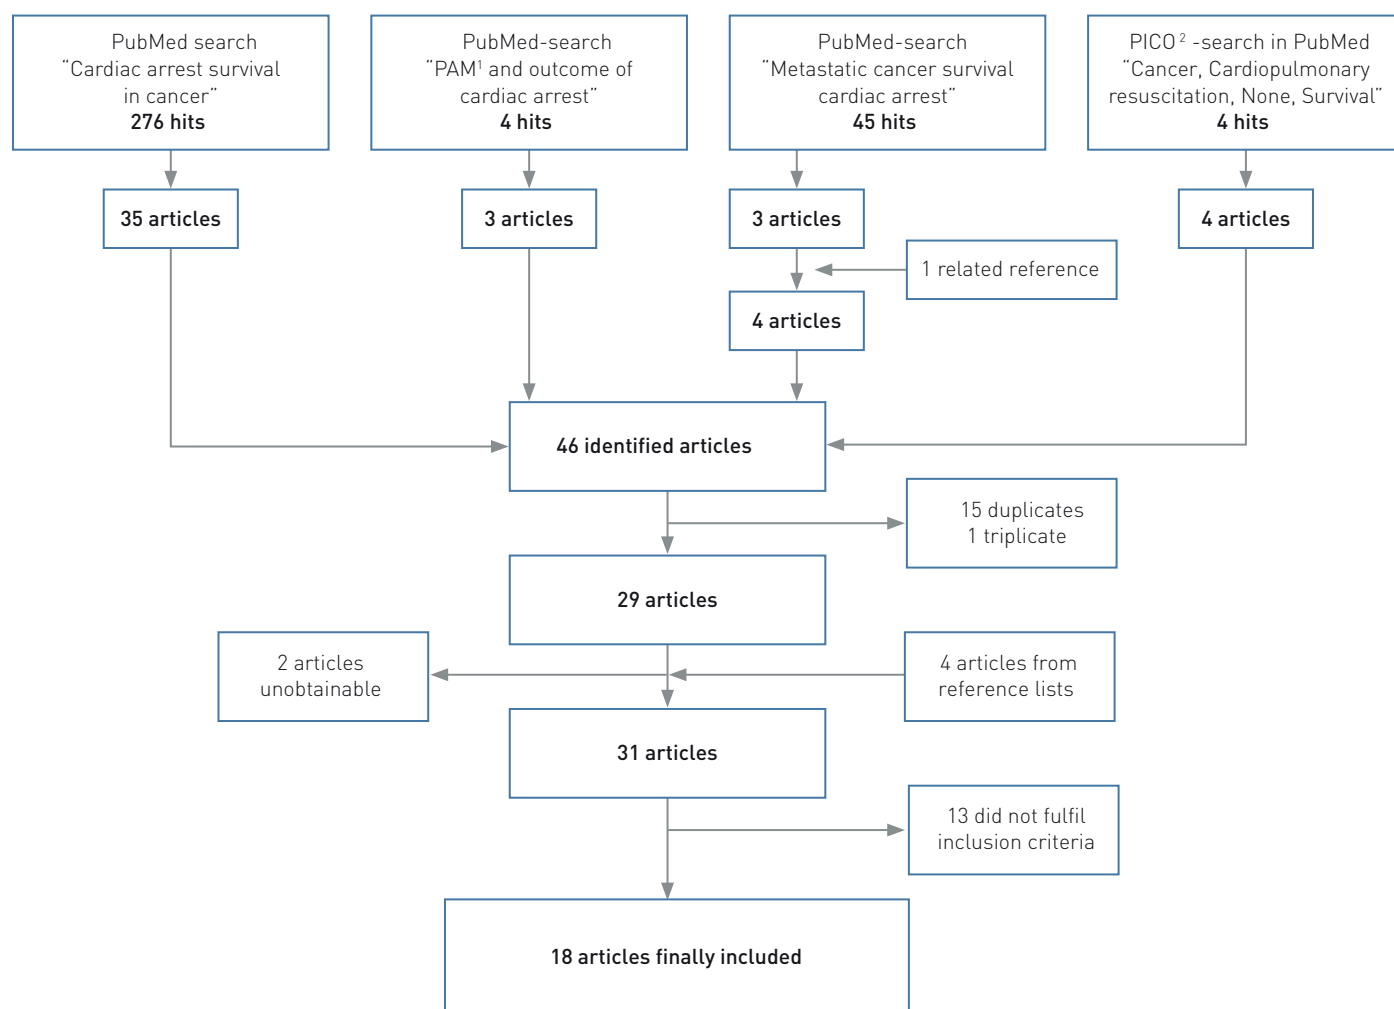 PubMed search
“Cardiac arrest survival
in cancer”
276 hits
PubMed-search
“PAM¹ and outcome of
cardiac arrest”
4 hits
PubMed-search
“Metastatic cancer survival
cardiac arrest”
45 hits
PICO² -search in PubMed
“Cancer, Cardiopulmonary
resuscitation, None, Survival”
4 hits
35 articles
3 articles
3 articles
4 articles
1 related reference
4 articles
46 identified articles
15 duplicates
1 triplicate
29 articles
2 articles
unobtainable
4 articles from
reference lists
31 articles
13 did not fulfil
inclusion criteria
18 articles finally included